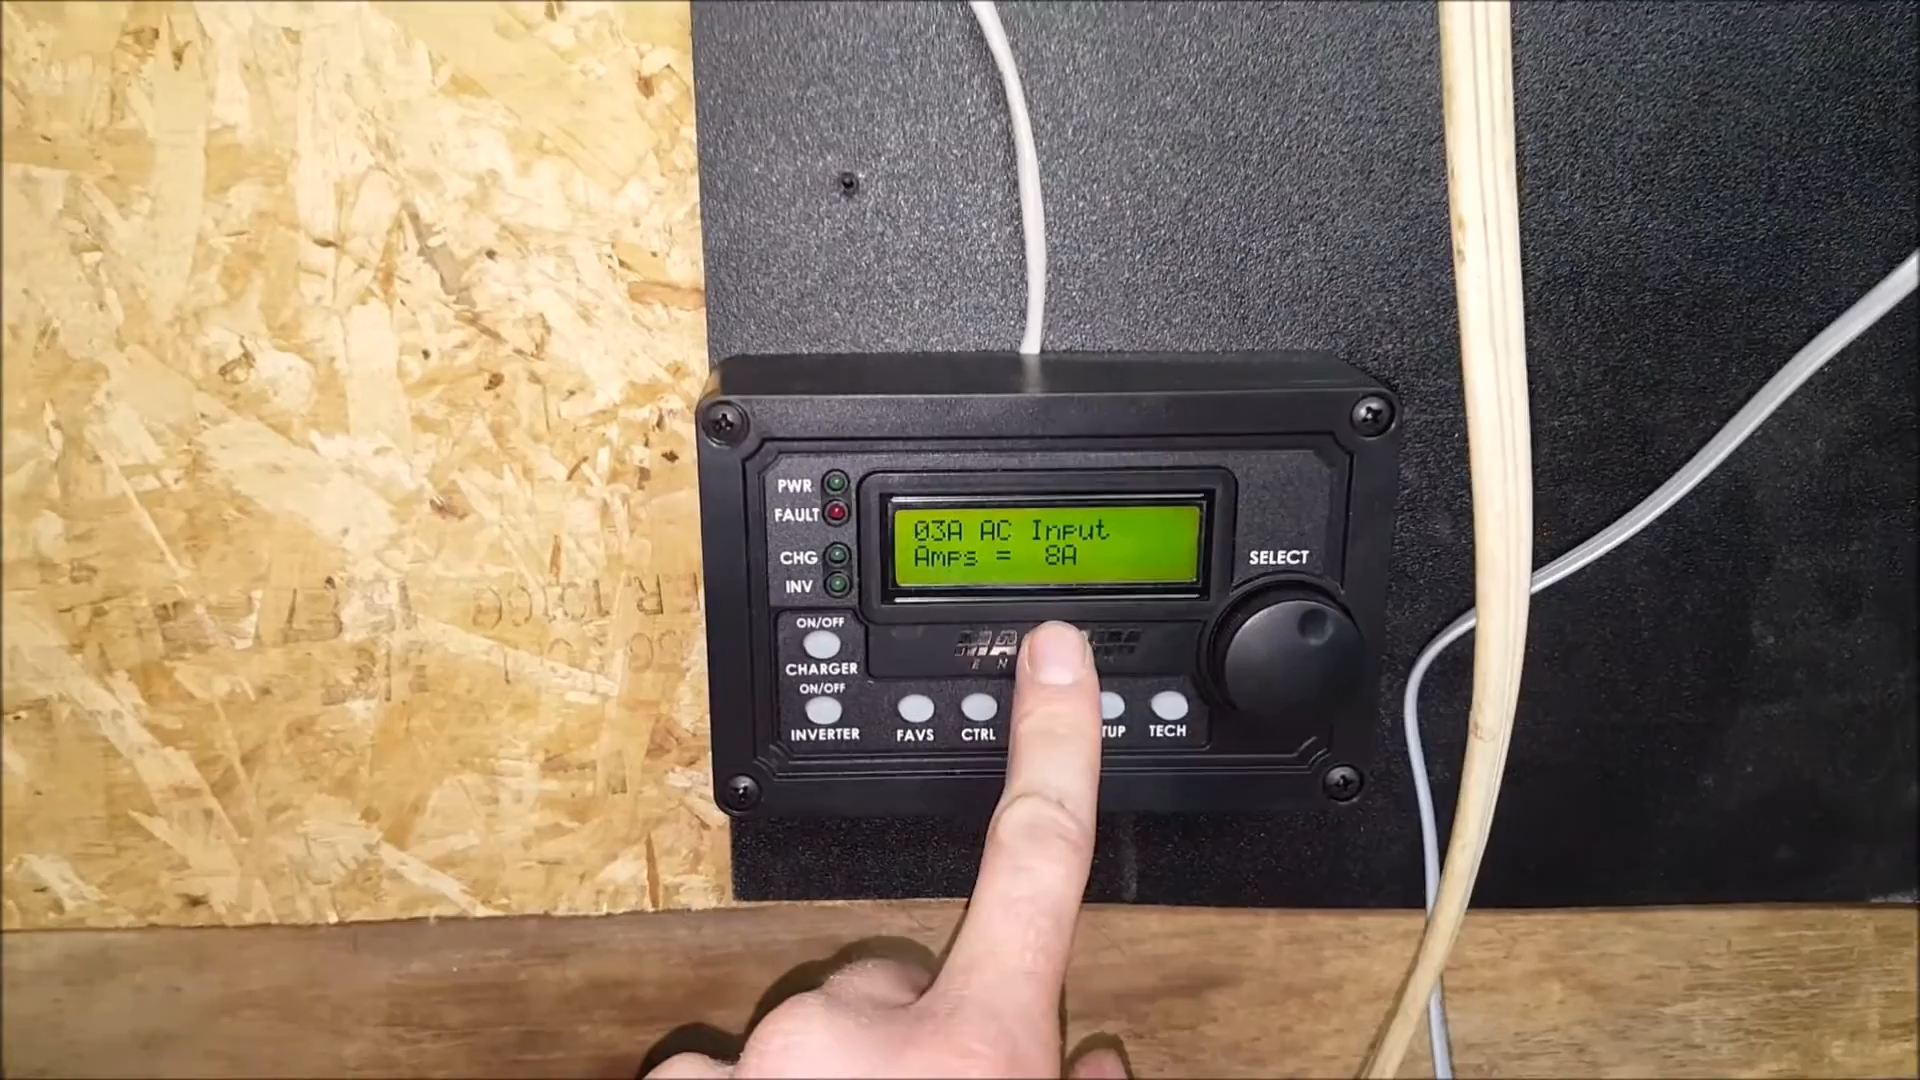 PWR
FAULT
CHG
INV
03A AC Input
Amps = 8A
SELECT
ON/OFF
CHARGER
ON/OFF
INVERTER
FAVS
CTRL
TECH